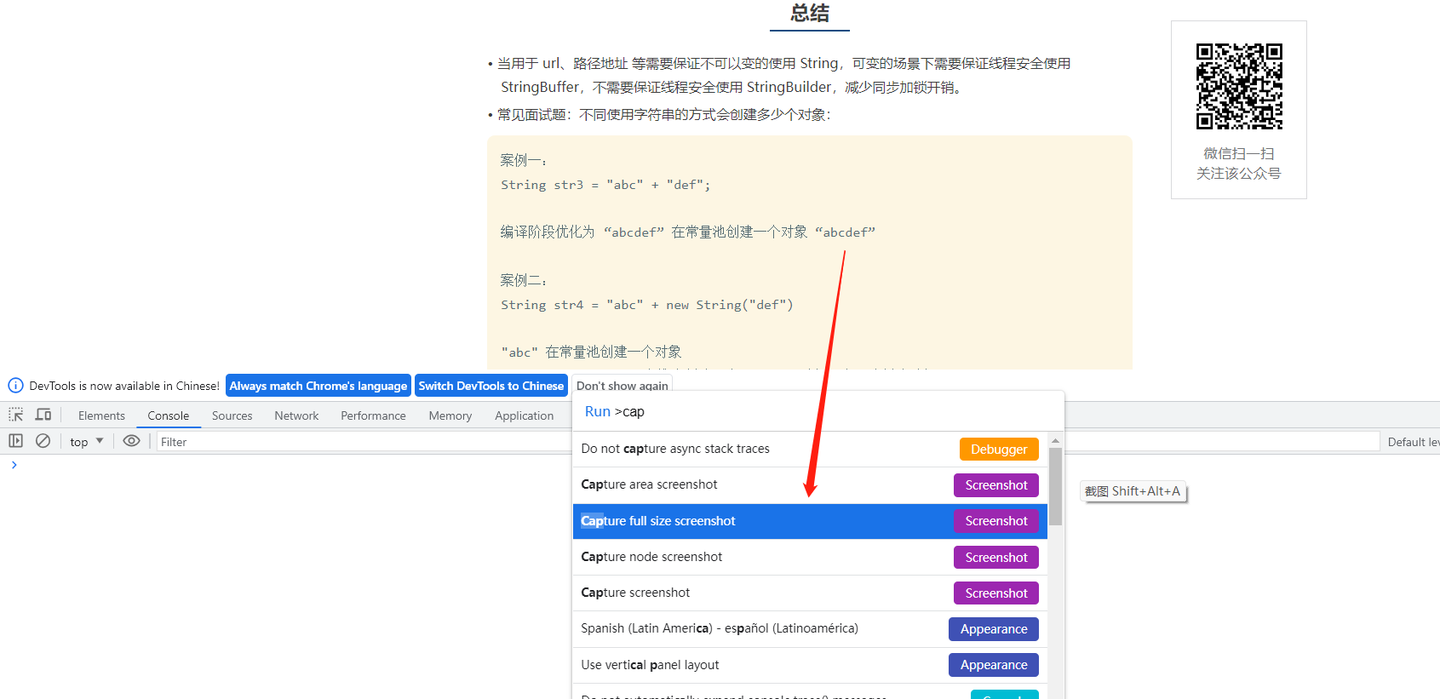 总结
• 当用于 url、路径地址 等需要保证不可以变的使用 String，可变的场景下需要保证线程安全使用
StringBuffer，不需要保证线程安全使用 StringBuilder，减少同步加锁开销。
• 常见面试题：不同使用字符串的方式会创建多少个对象：
案例一：
String str3 = "abc" + "def";
编译阶段优化为 “abcdef” 在常量池创建一个对象 “abcdef”
案例二：
String str4 = "abc" + new String("def")
"abc" 在常量池创建一个对象
微信扫一扫
关注该公众号
DevTools is now available in Chinese! Always match Chrome's language Switch DevTools to Chinese Don't show again
Elements Console Sources Network Performance Memory Application
top Filter Default lev
Run >cap
Do not capture async stack traces Debugger
Capture area screenshot Screenshot
Capture full size screenshot Screenshot
Capture node screenshot Screenshot
Capture screenshot Screenshot
Spanish (Latin America) - español (Latinoamérica) Appearance
Use vertical panel layout Appearance
Do not automatically expand console.trace() messages
截图 Shift+Alt+A